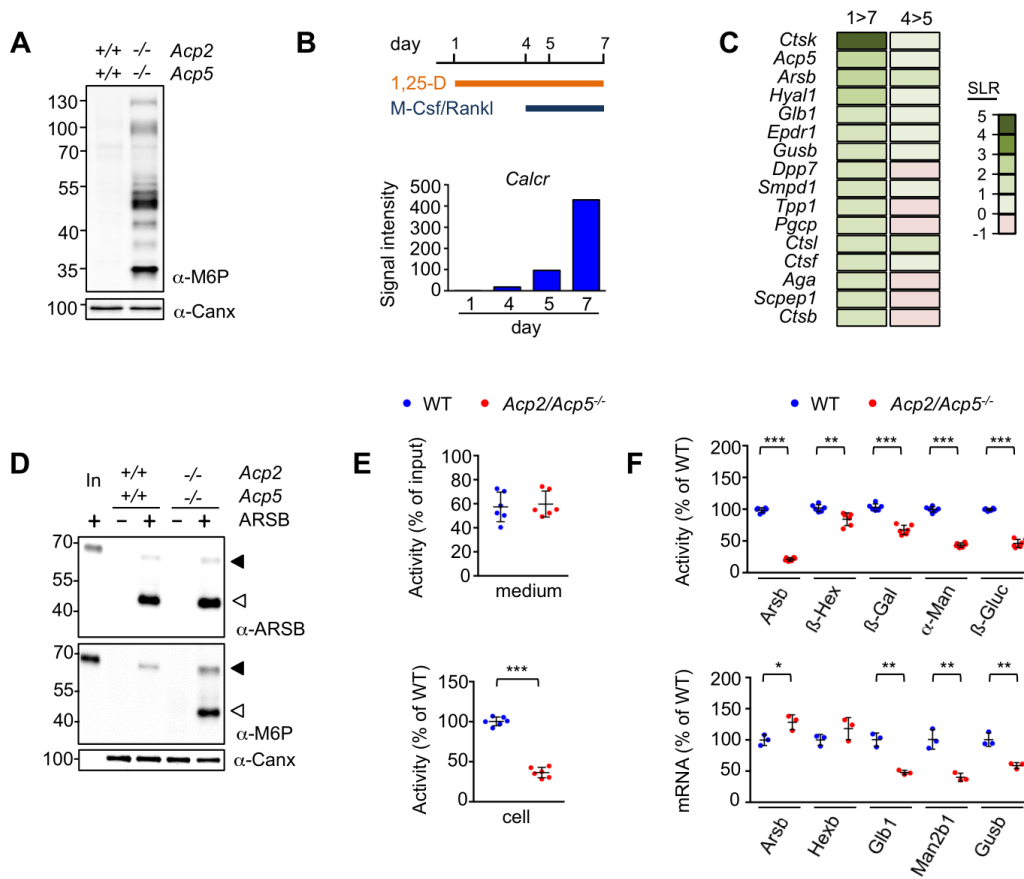 A
+/+ -/- Acp2
+/+ -/- Acp5
130
100
70
55
40
35
α-M6P
100
α-Canx
B
day 1 4 5 7
1,25-D
M-Csf/Rankl
Calcr
Signal intensity
500
400
300
200
100
0
1 4 5 7
day
C
1>7 4>5
Ctsk
Acp5
Arsb
Hyal1
Glb1
Epdr1
Gusb
Dpp7
Smpd1
Tpp1
Pgcp
Ctsl
Ctsf
Aga
Scpep1
Ctsb
SLR
5
4
3
2
1
0
-1
D
In +/+ -/- Acp2
+/+ -/- Acp5
+ – + – + ARSB
70
55
40
α-ARSB
70
55
40
α-M6P
100
α-Canx
E
WT Acp2/Acp5-/-
Activity (% of input)
100
80
60
40
20
0
medium
Activity (% of WT)
150
100
50
0
***
cell
F
WT Acp2/Acp5-/-
Activity (% of WT)
200
150
100
50
0
*** ** *** *** ***
Arsb ß-Hex ß-Gal α-Man ß-Gluc
mRNA (% of WT)
200
150
100
50
0
* ** ** **
Arsb Hexb Glb1 Man2b1 Gusb